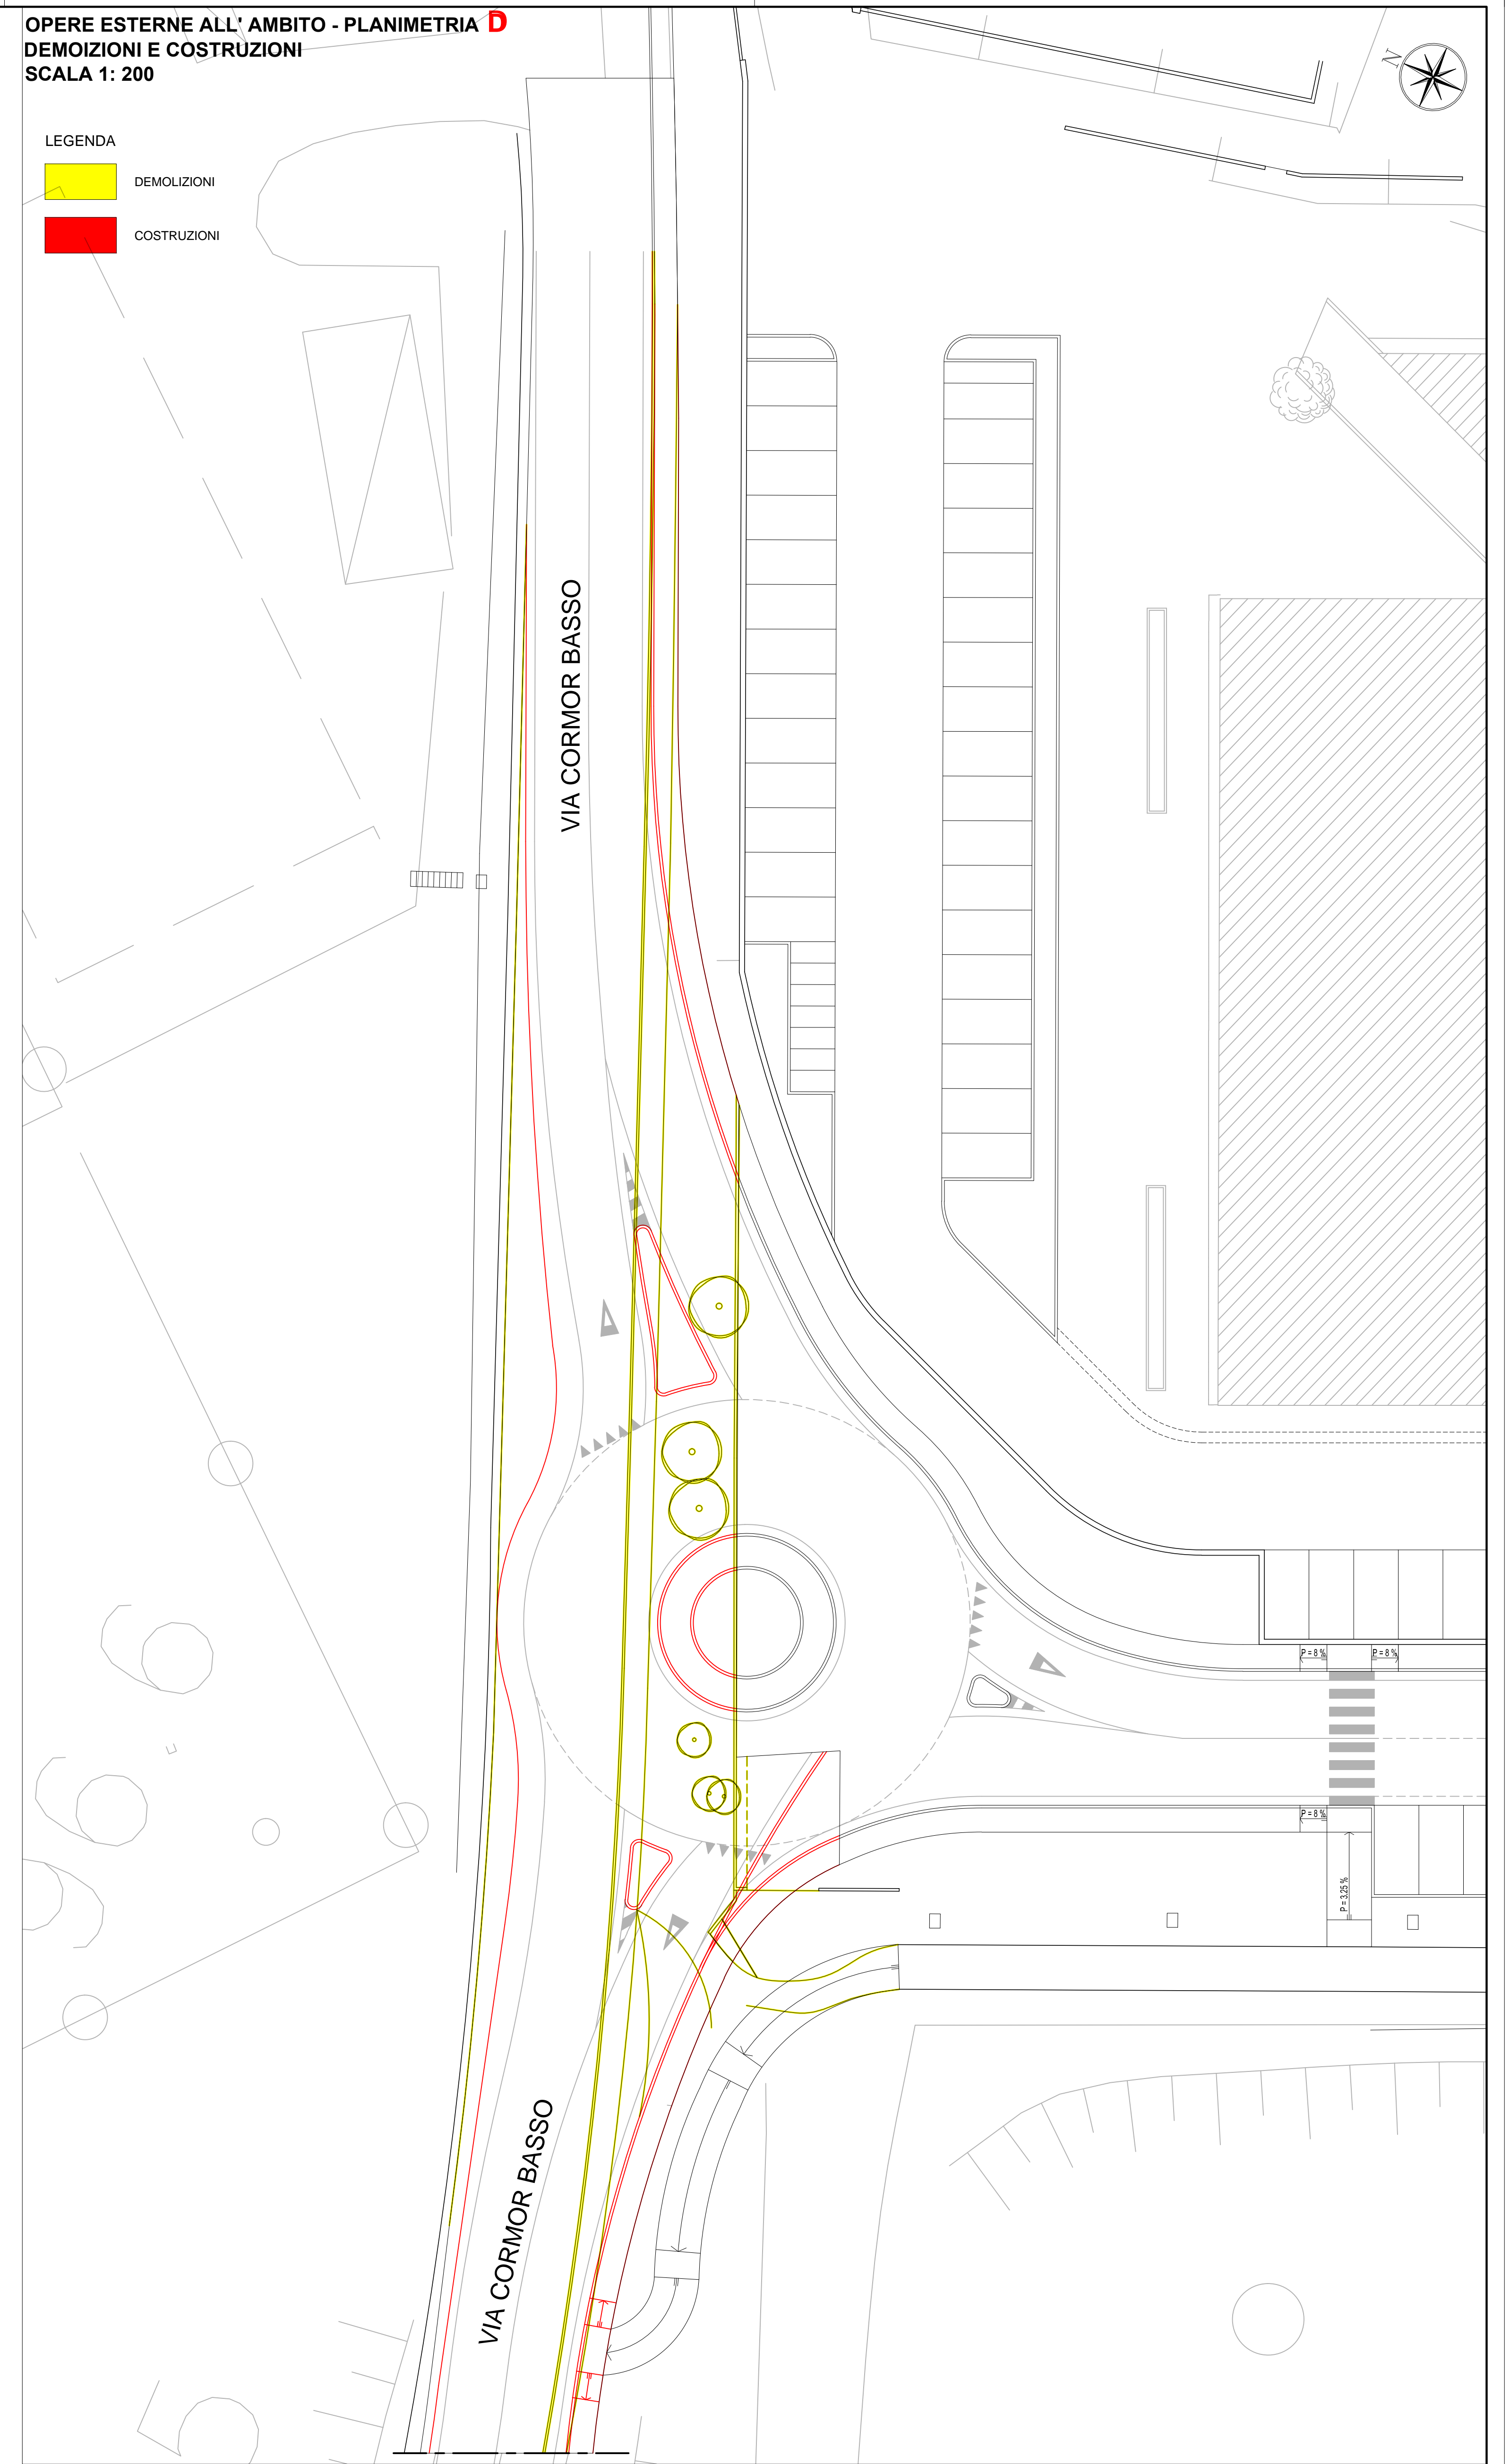 OPERE ESTERNE ALL' AMBITO - PLANIMETRIA D
DEMOIZIONI E COSTRUZIONI
SCALA 1: 200
N
LEGENDA
DEMOLIZIONI
COSTRUZIONI
VIA CORMOR BASSO
P = 8 %
P = 8 %
P = 8 %
P = 3,25 %
VIA CORMOR BASSO